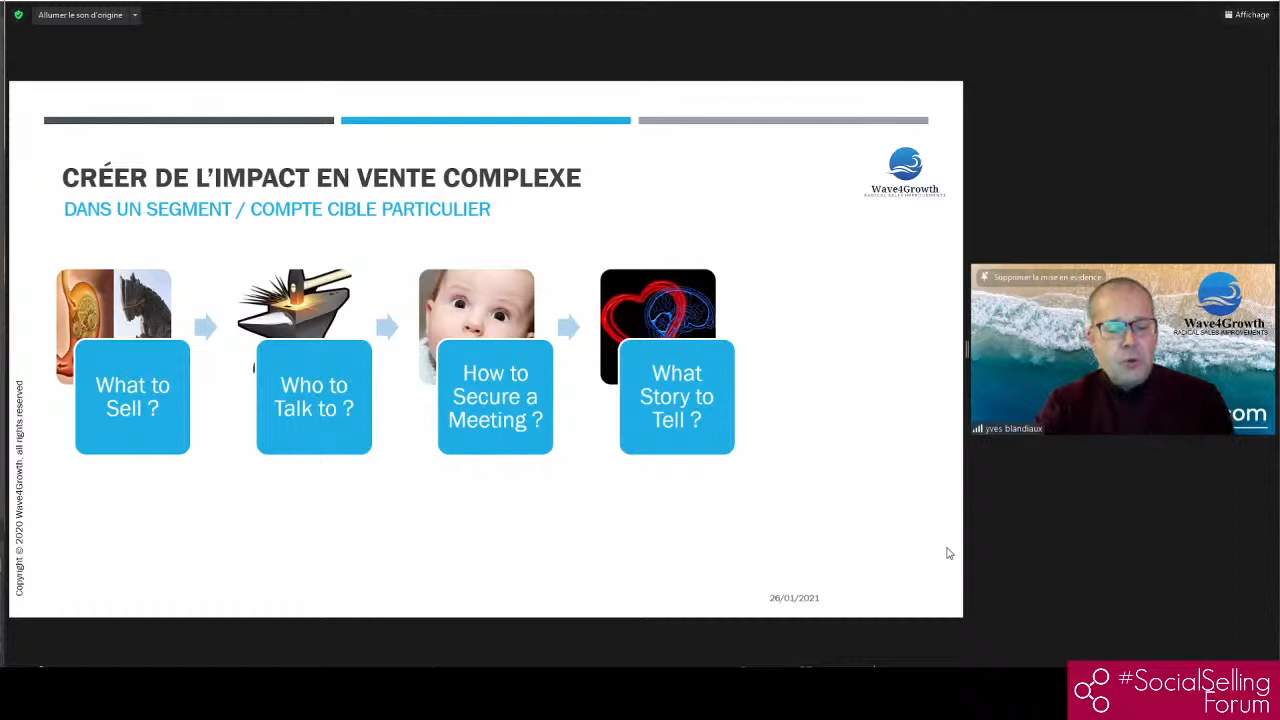 Allumer le son d'origine
Affichage
CRÉER DE L'IMPACT EN VENTE COMPLEXE
DANS UN SEGMENT / COMPTE CIBLE PARTICULIER
Wave4Growth
RADICAL SALES IMPROVEMENTS
What to
Sell ?
Who to
Talk to ?
How to
Secure a
Meeting ?
What
Story to
Tell ?
Copyright © 2020 Wave4Growth. all rights reserved
26/01/2021
Supprimer la mise en évidence
Wave4Growth
RADICAL SALES IMPROVEMENTS
com
yves blandiaux
#SocialSelling
Forum